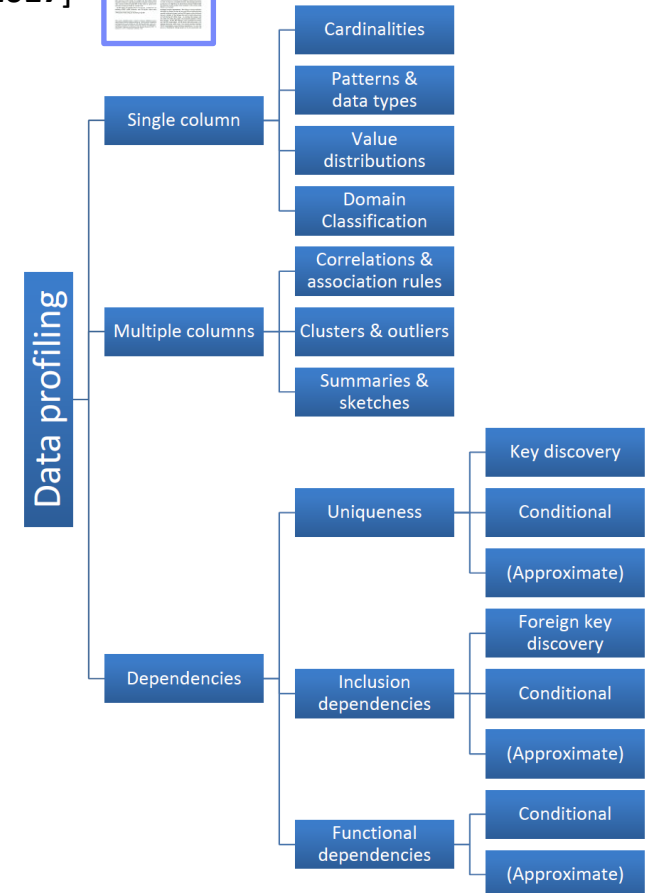 Cardinalities
Patterns &
data types
Single column
Value
distributions
Domain
Classification
Correlations &
association rules
Multiple columns
Clusters & outliers
Summaries &
sketches
Data profiling
Key discovery
Uniqueness
Conditional
(Approximate)
Foreign key
discovery
Dependencies
Inclusion
dependencies
Conditional
(Approximate)
Conditional
Functional
dependencies
(Approximate)